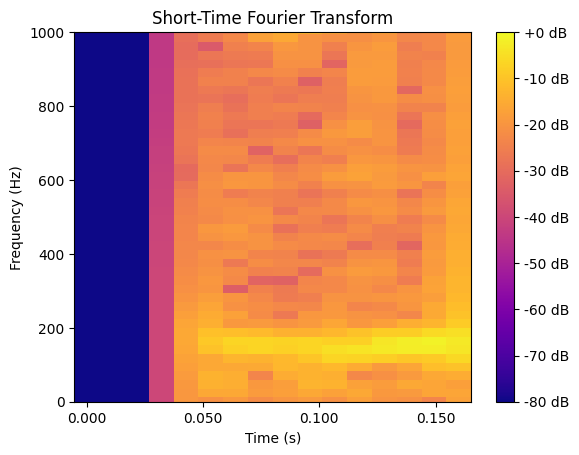 Short-Time Fourier Transform
1000
800
600
400
200
0
Frequency (Hz)
0.000
0.050
0.100
0.150
Time (s)
+0 dB
-10 dB
-20 dB
-30 dB
-40 dB
-50 dB
-60 dB
-70 dB
-80 dB